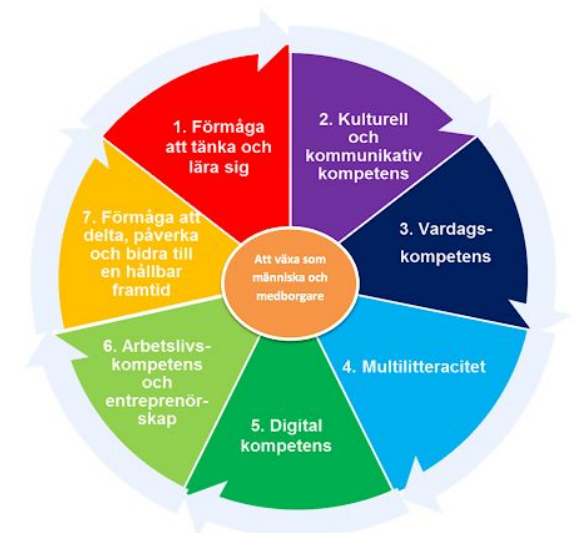 1. Förmåga
att tänka och
lära sig
2. Kulturell
och
kommunikativ
kompetens
3. Vardags-
kompetens
4. Multilitteracitet
5. Digital
kompetens
6. Arbetslivs-
kompetens
och
entreprenör-
skap
7. Förmåga att
delta, påverka
och bidra till
en hållbar
framtid
Att växa som
människa och
medborgare